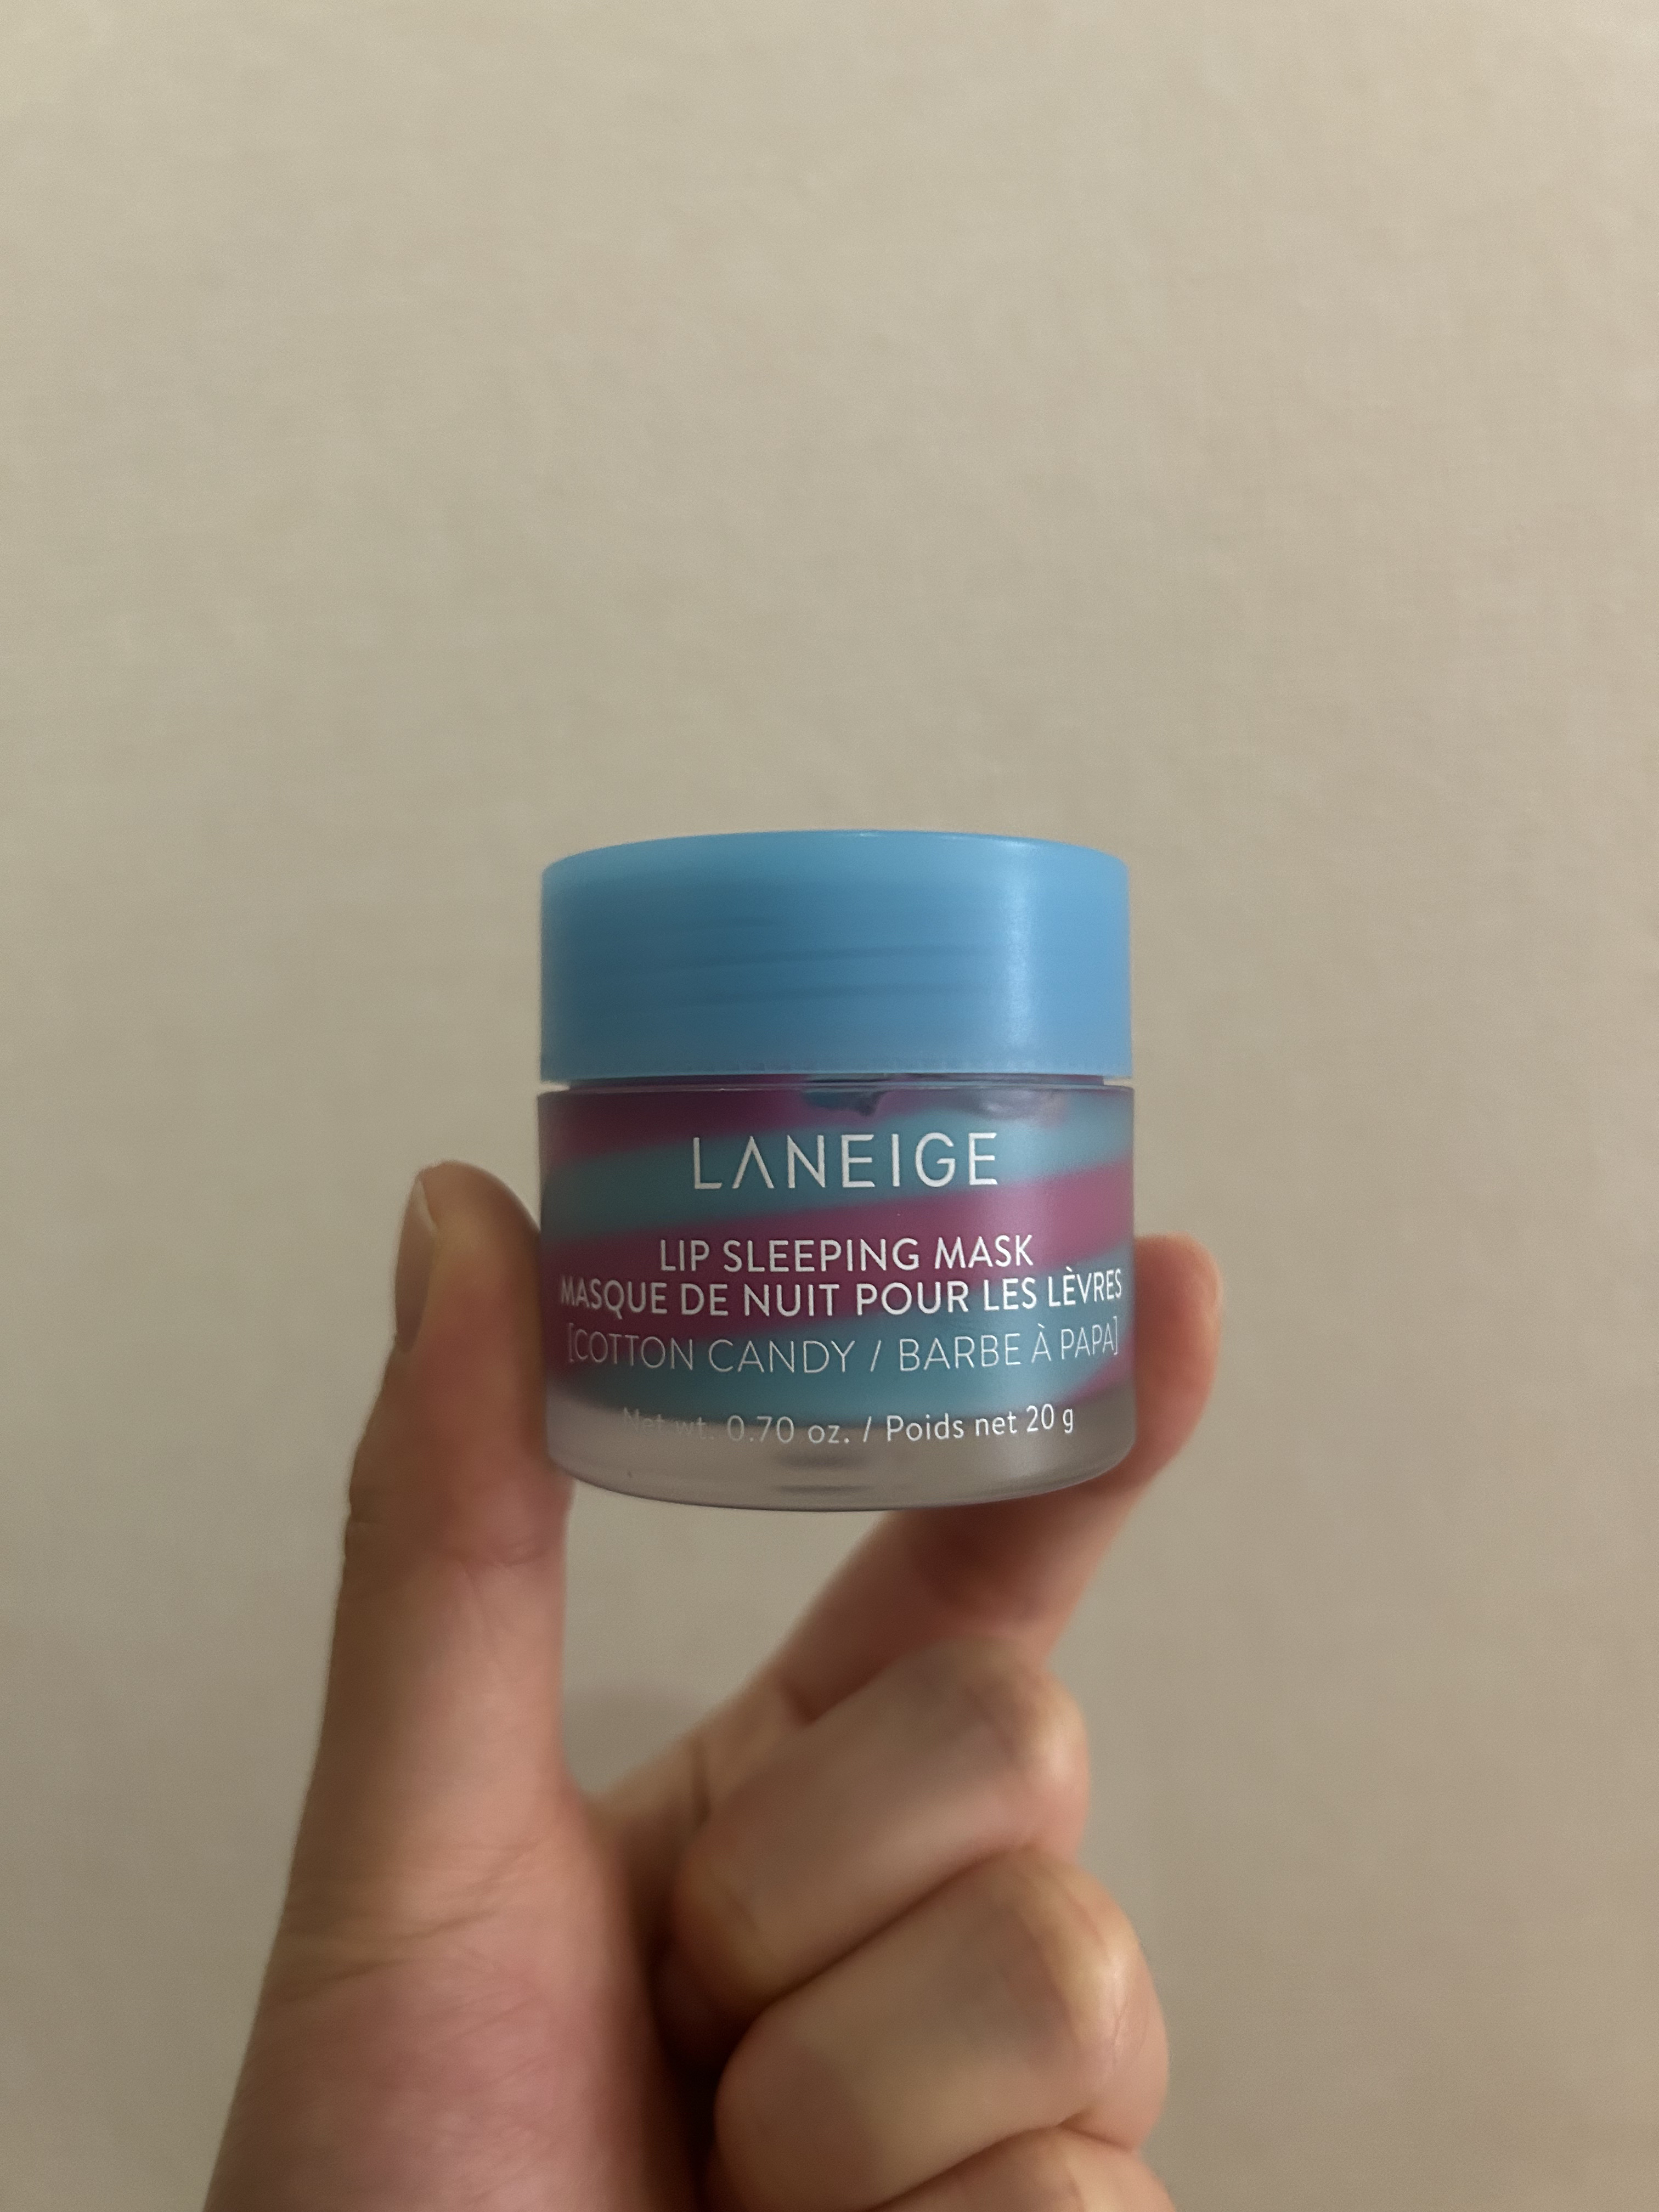 LANEIGE
LIP SLEEPING MASK
MASQUE DE NUIT POUR LES LÈVRES
[COTTON CANDY / BARBE À PAPA]
Net wt. 0.70 oz. / Poids net 20 g